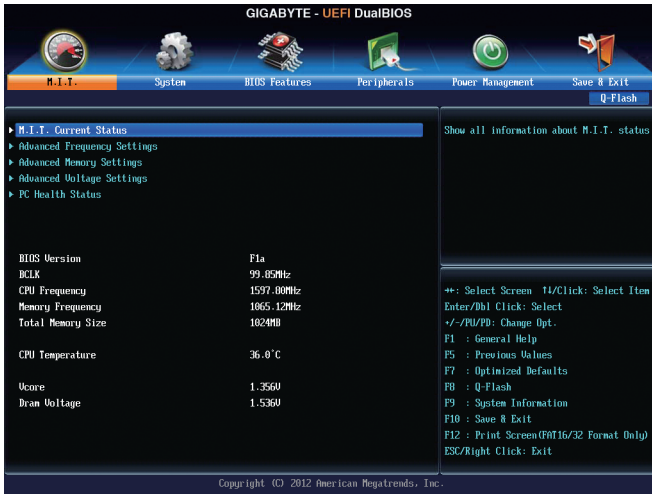 GIGABYTE - UEFI DualBIOS
M.I.T. System BIOS Features Peripherals Power Management Save & Exit
Q-Flash
M.I.T. Current Status
Advanced Frequency Settings
Advanced Memory Settings
Advanced Voltage Settings
PC Health Status
BIOS Version F1a
BCLK 99.85MHz
CPU Frequency 1597.80MHz
Memory Frequency 1065.12MHz
Total Memory Size 1024MB
CPU Temperature 36.0°C
Vcore 1.356V
Dram Voltage 1.536V
Show all information about M.I.T. status
→←: Select Screen ↑↓/Click: Select Item
Enter/Dbl Click: Select
+/-/PU/PD: Change Opt.
F1 : General Help
F5 : Previous Values
F7 : Optimized Defaults
F8 : Q-Flash
F9 : System Information
F10 : Save & Exit
F12 : Print Screen(FAT16/32 Format Only)
ESC/Right Click: Exit
Copyright (C) 2012 American Megatrends, Inc.